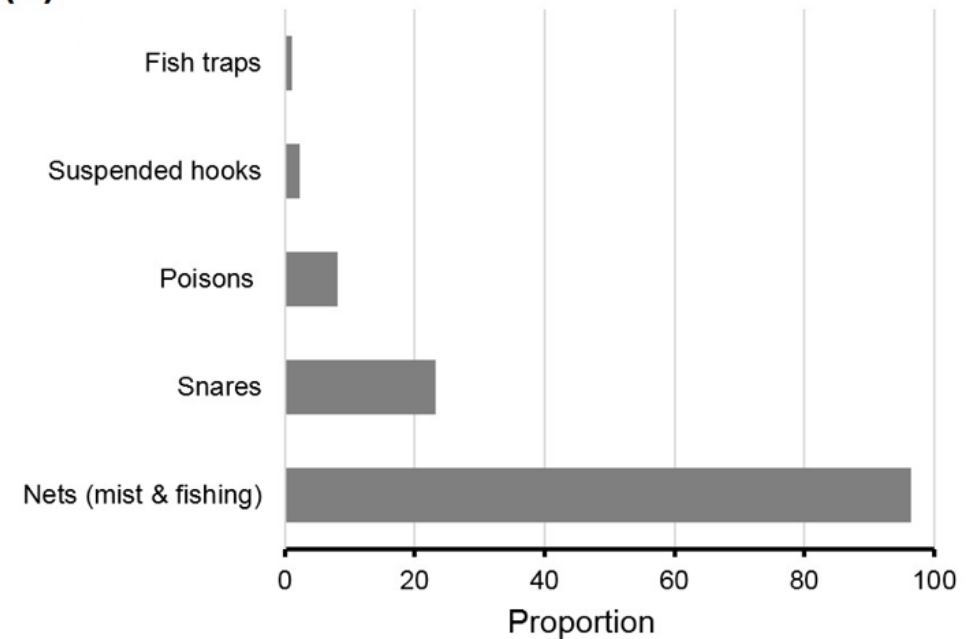 Fish traps
Suspended hooks
Poisons
Snares
Nets (mist & fishing)
0 20 40 60 80 100
Proportion